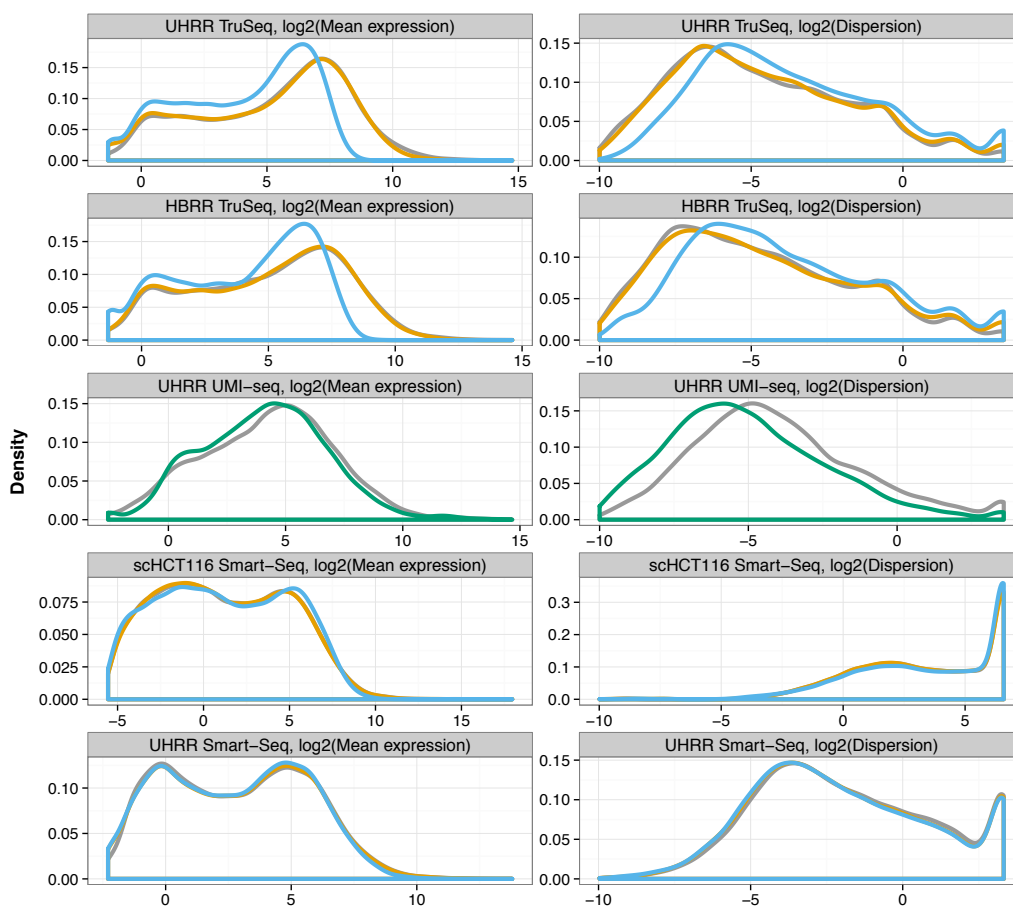 UHRR TruSeq, log2(Mean expression)
UHRR TruSeq, log2(Dispersion)
0.15
0.10
0.05
0.00
0 5 10 15
0.15
0.10
0.05
0.00
−10 −5 0
HBRR TruSeq, log2(Mean expression)
HBRR TruSeq, log2(Dispersion)
0.15
0.10
0.05
0.00
0 5 10 15
0.10
0.05
0.00
−10 −5 0
UHRR UMI−seq, log2(Mean expression)
UHRR UMI−seq, log2(Dispersion)
Density
0.15
0.10
0.05
0.00
0 5 10 15
0.15
0.10
0.05
0.00
−10 −5 0
scHCT116 Smart−Seq, log2(Mean expression)
scHCT116 Smart−Seq, log2(Dispersion)
0.075
0.050
0.025
0.000
−5 0 5 10 15
0.3
0.2
0.1
0.0
−10 −5 0 5
UHRR Smart−Seq, log2(Mean expression)
UHRR Smart−Seq, log2(Dispersion)
0.10
0.05
0.00
0 5 10
0.15
0.10
0.05
0.00
−10 −5 0